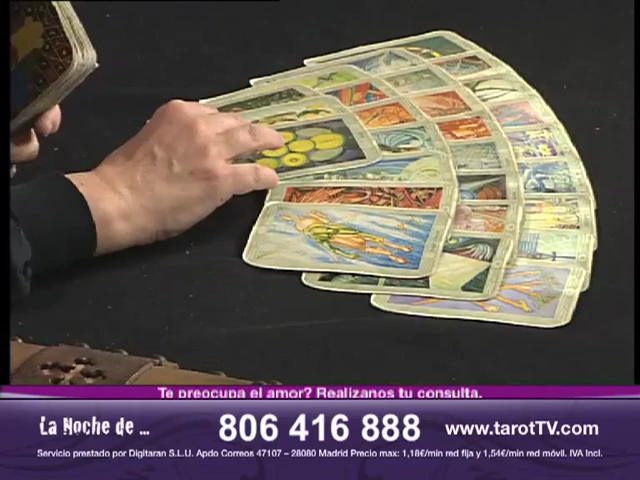 Te preocupa el amor? Realizanos tu consulta.
La Noche de ... 806 416 888 www.tarotTV.com
Servicio prestado por Digitaran S.L.U. Apdo Correos 47107 – 28080 Madrid Precio max: 1,18€/min red fija y 1,54€/min red móvil. IVA Incl.